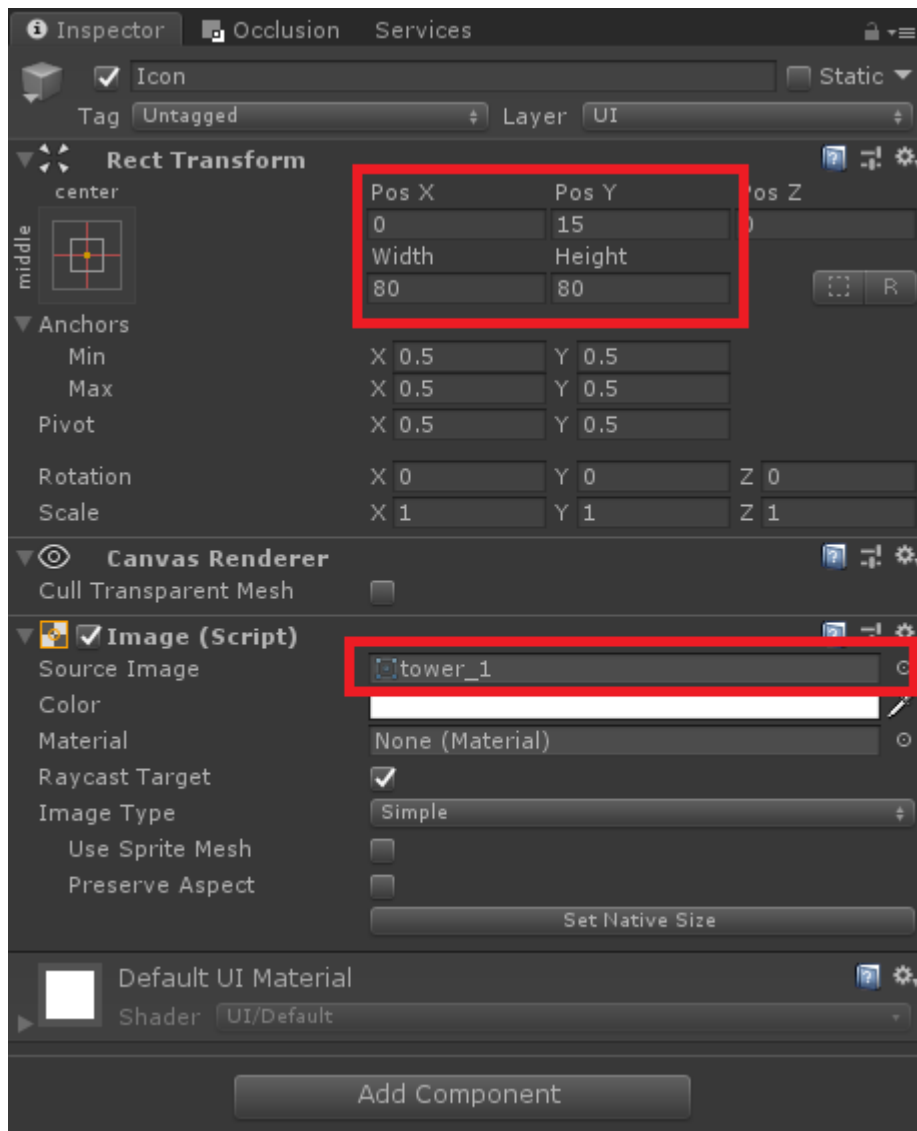 Inspector Occlusion Services
Icon Static
Tag Untagged Layer UI
Rect Transform
center
middle
Pos X Pos Y Pos Z
0 15 0
Width Height
80 80 R
Anchors
Min X 0.5 Y 0.5
Max X 0.5 Y 0.5
Pivot X 0.5 Y 0.5
Rotation X 0 Y 0 Z 0
Scale X 1 Y 1 Z 1
Canvas Renderer
Cull Transparent Mesh
Image (Script)
Source Image tower_1
Color
Material None (Material)
Raycast Target
Image Type Simple
Use Sprite Mesh
Preserve Aspect
Set Native Size
Default UI Material
Shader UI/Default
Add Component